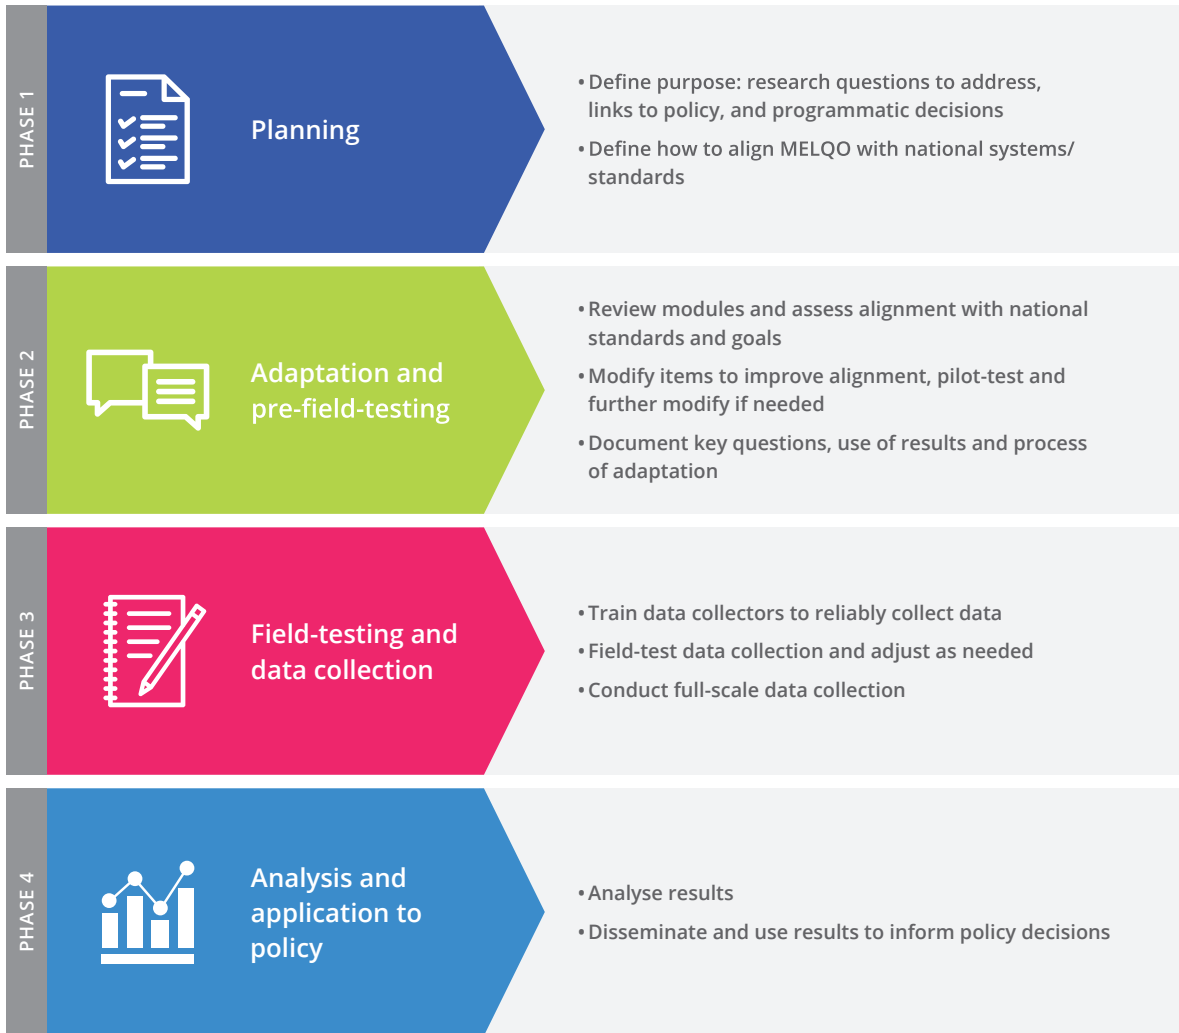 PHASE 1
Planning
• Define purpose: research questions to address,
links to policy, and programmatic decisions
• Define how to align MELQO with national systems/
standards
PHASE 2
Adaptation and
pre-field-testing
• Review modules and assess alignment with national
standards and goals
• Modify items to improve alignment, pilot-test and
further modify if needed
• Document key questions, use of results and process
of adaptation
PHASE 3
Field-testing and
data collection
• Train data collectors to reliably collect data
• Field-test data collection and adjust as needed
• Conduct full-scale data collection
PHASE 4
Analysis and
application to
policy
• Analyse results
• Disseminate and use results to inform policy decisions